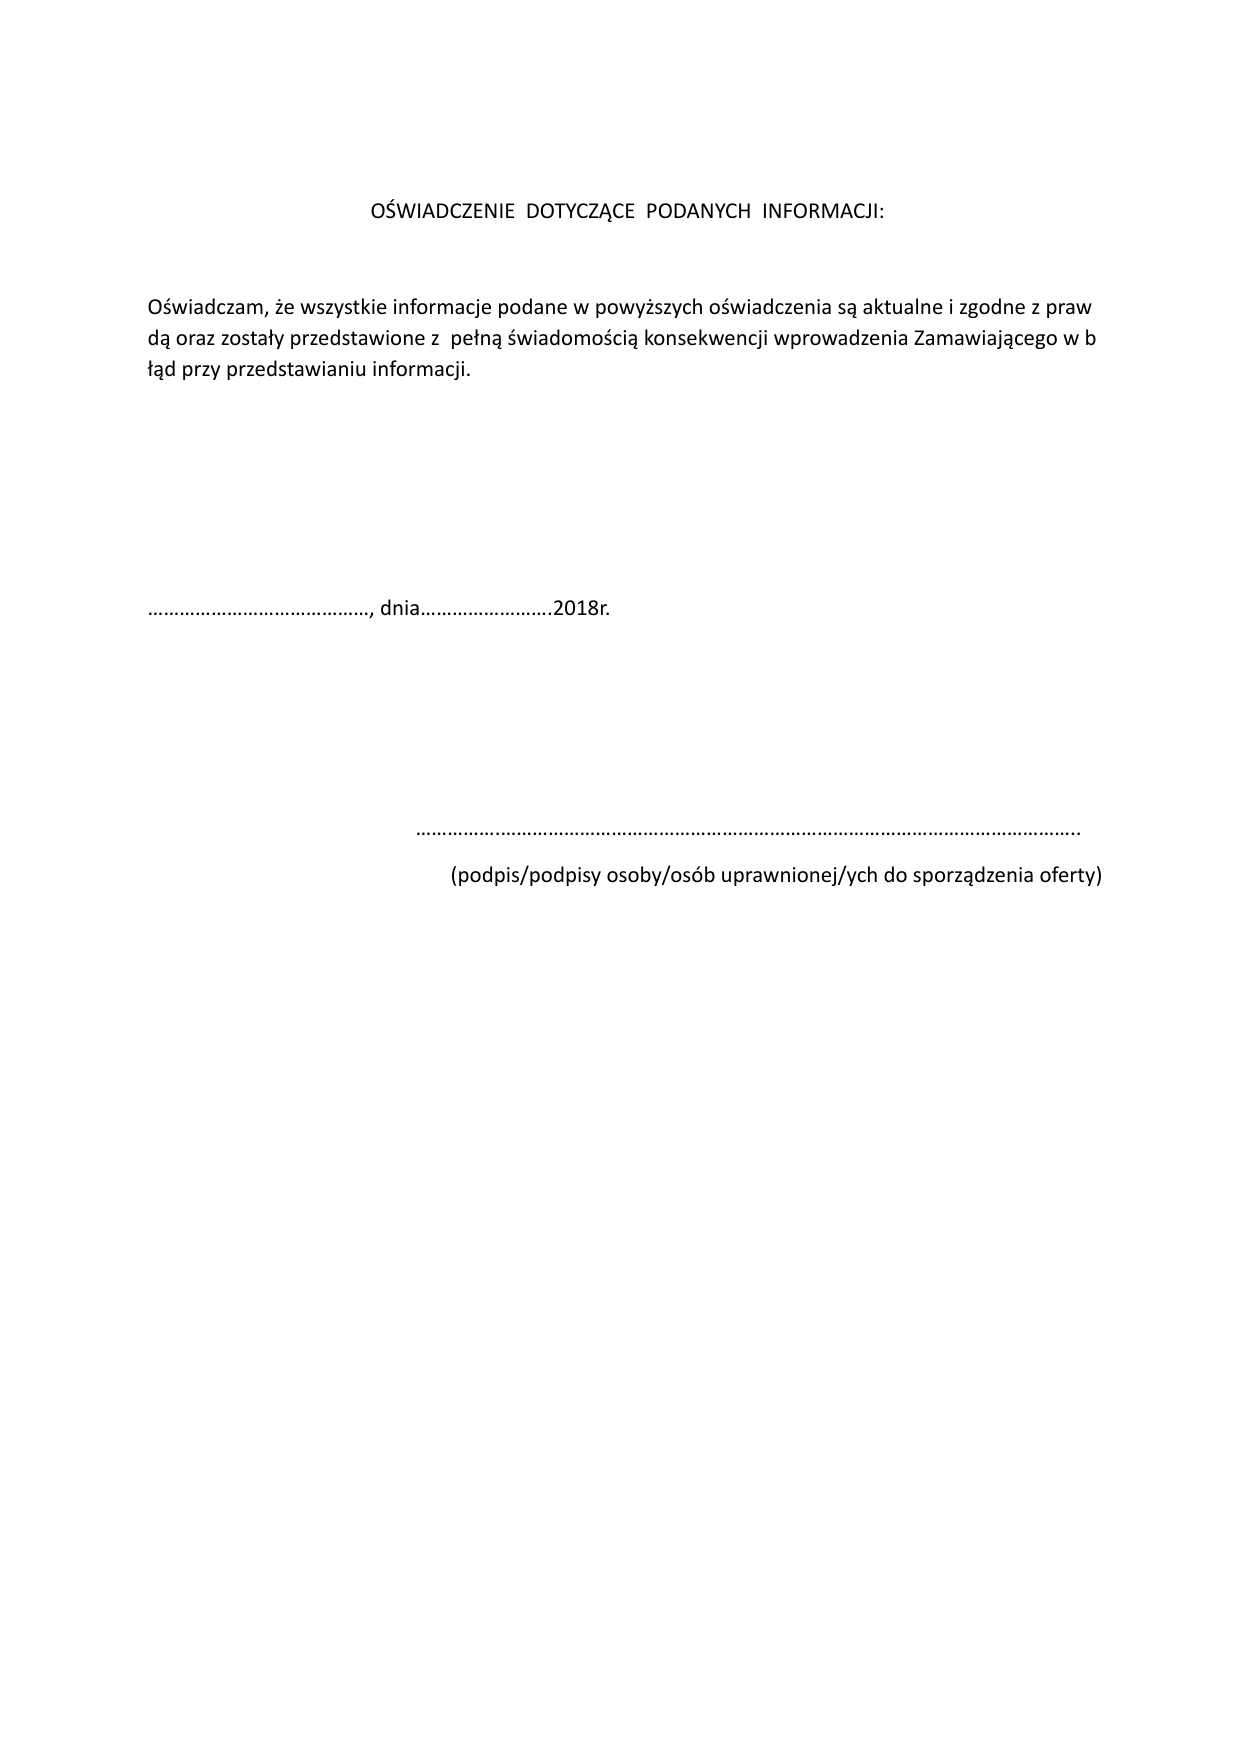 OŚWIADCZENIE DOTYCZĄCE PODANYCH INFORMACJI:
Oświadczam, że wszystkie informacje podane w powyższych oświadczenia są aktualne i zgodne z praw
dą oraz zostały przedstawione z pełną świadomością konsekwencji wprowadzenia Zamawiającego w b
łąd przy przedstawianiu informacji.
……………………………………, dnia…………………….2018r.
…………….………………………………………………………………………………………………..
(podpis/podpisy osoby/osób uprawnionej/ych do sporządzenia oferty)